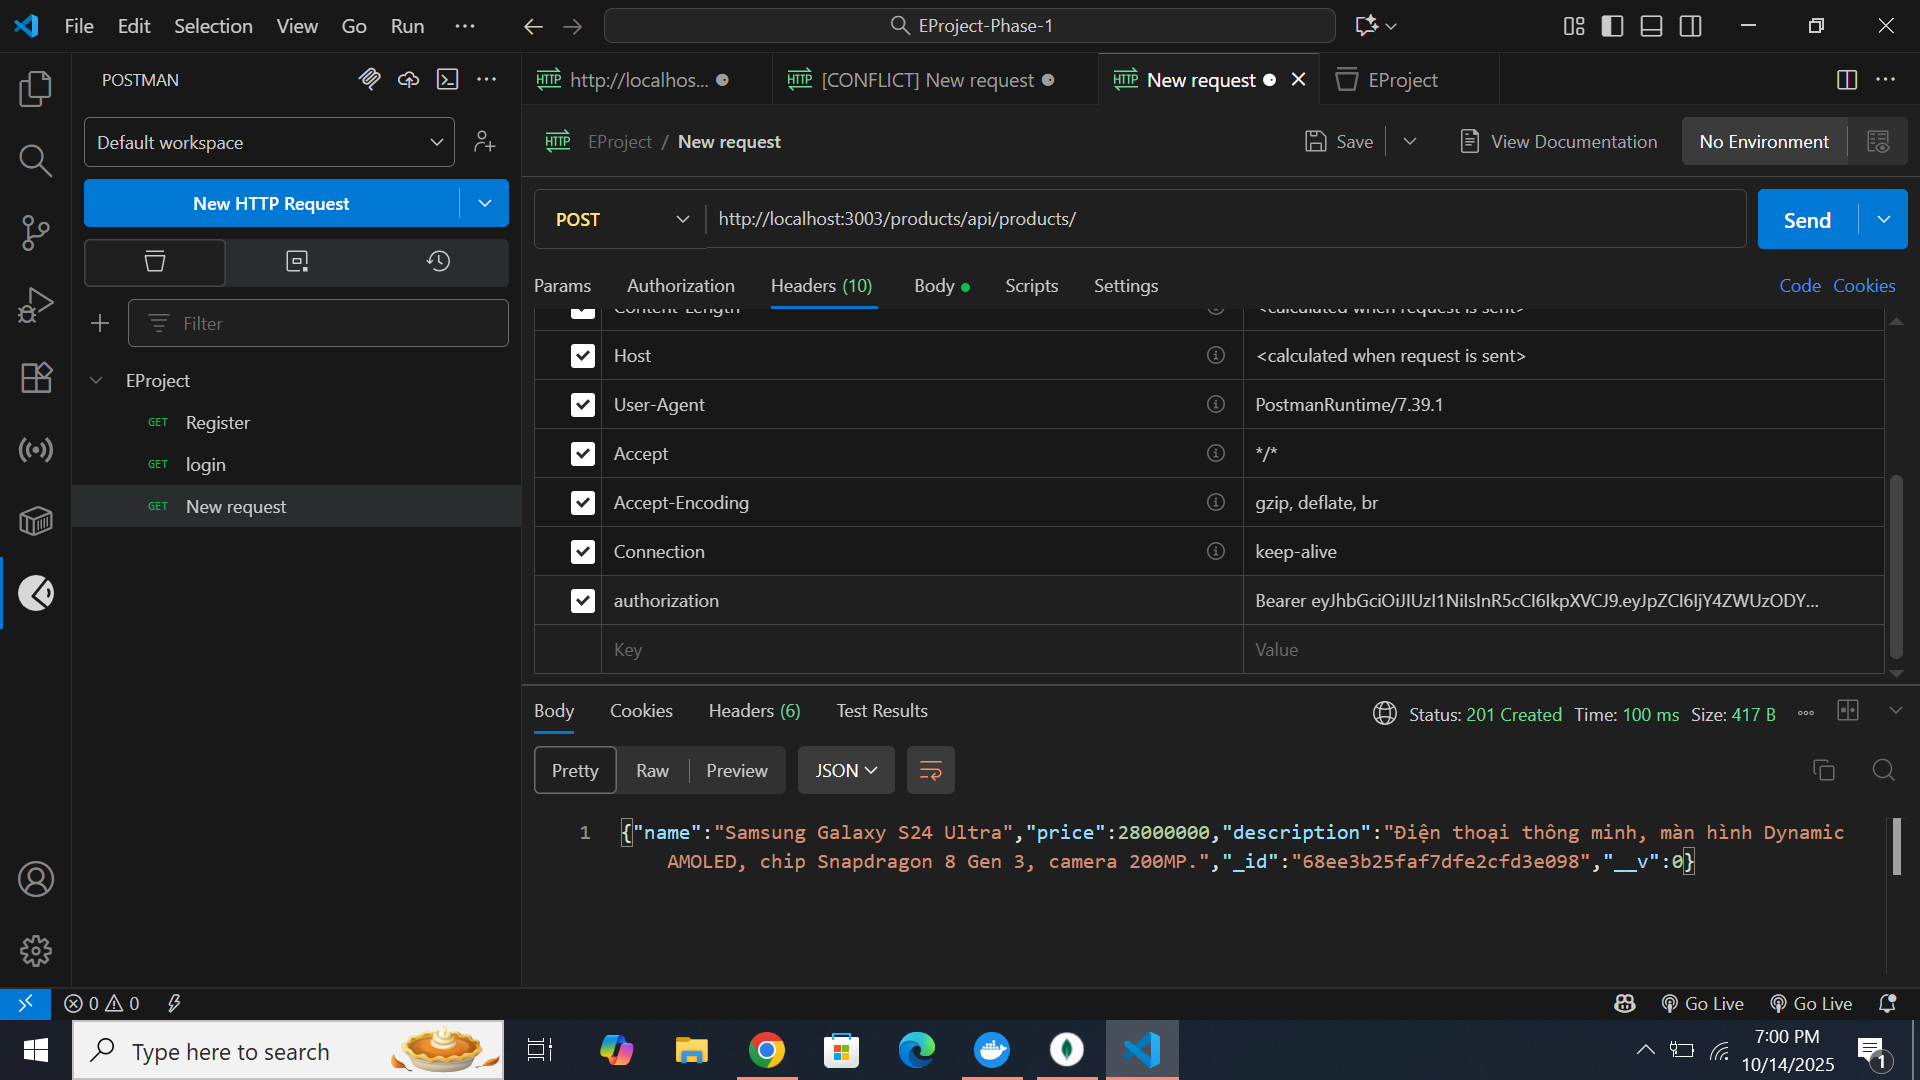 File Edit Selection View Go Run ··· EProject-Phase-1
POSTMAN
http://localhos...
[CONFLICT] New request
New request
EProject
Default workspace
EProject / New request
Save
View Documentation
No Environment
New HTTP Request
POST
http://localhost:3003/products/api/products/
Send
Params Authorization Headers (10) Body Scripts Settings Code Cookies
Filter
Content-Length <calculated when request is sent>
Host <calculated when request is sent>
EProject
User-Agent PostmanRuntime/7.39.1
GET Register
Accept */*
GET login
Accept-Encoding gzip, deflate, br
GET New request
Connection keep-alive
authorization Bearer eyJhbGciOiJIUzI1NiIsInR5cCI6IkpXVCJ9.eyJpZCI6IjY4ZWUzODY...
Key Value
Body Cookies Headers (6) Test Results Status: 201 Created Time: 100 ms Size: 417 B
Pretty Raw Preview JSON
1 {"name":"Samsung Galaxy S24 Ultra","price":28000000,"description":"Điện thoại thông minh, màn hình Dynamic
AMOLED, chip Snapdragon 8 Gen 3, camera 200MP.","_id":"68ee3b25faf7dfe2cfd3e098","__v":0}
0 0 Go Live Go Live
Type here to search
7:00 PM
10/14/2025
1